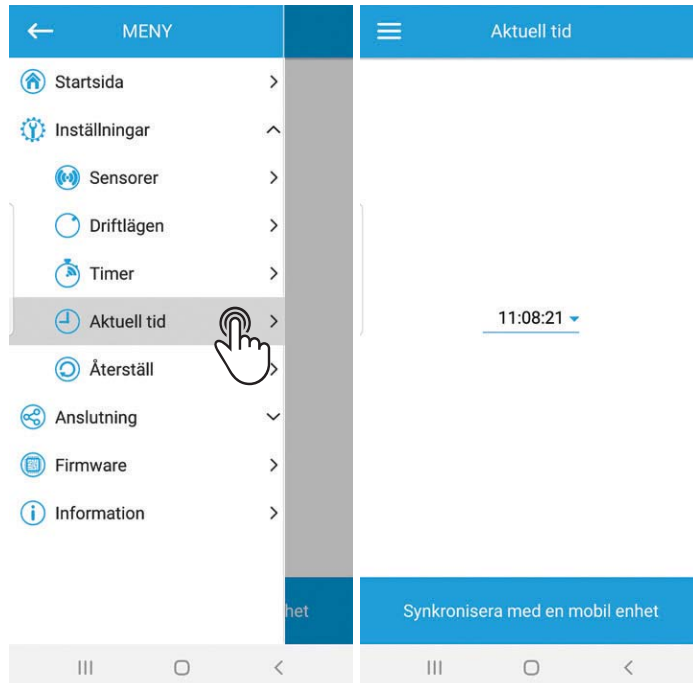 MENY
Startsida
Inställningar
Sensorer
Driftlägen
Timer
Aktuell tid
Återställ
Anslutning
Firmware
Information
het
Aktuell tid
11:08:21
Synkronisera med en mobil enhet